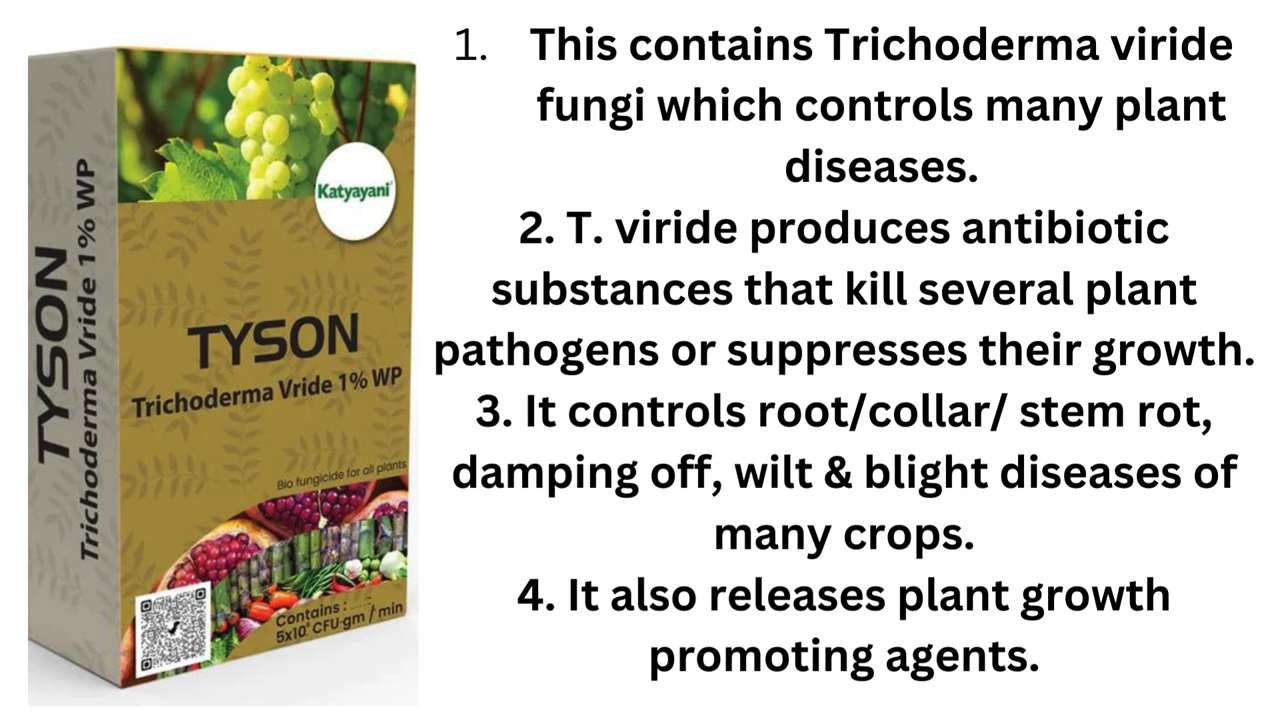 TYSON
Trichoderma Vride 1% WP
Katyayani
TYSON
Trichoderma Vride 1% WP
Bio fungicide for all plants
Contains :
CFU-gm / min
1. This contains Trichoderma viride
fungi which controls many plant
diseases.
2. T. viride produces antibiotic
substances that kill several plant
pathogens or suppresses their growth.
3. It controls root/collar/ stem rot,
damping off, wilt & blight diseases of
many crops.
4. It also releases plant growth
promoting agents.